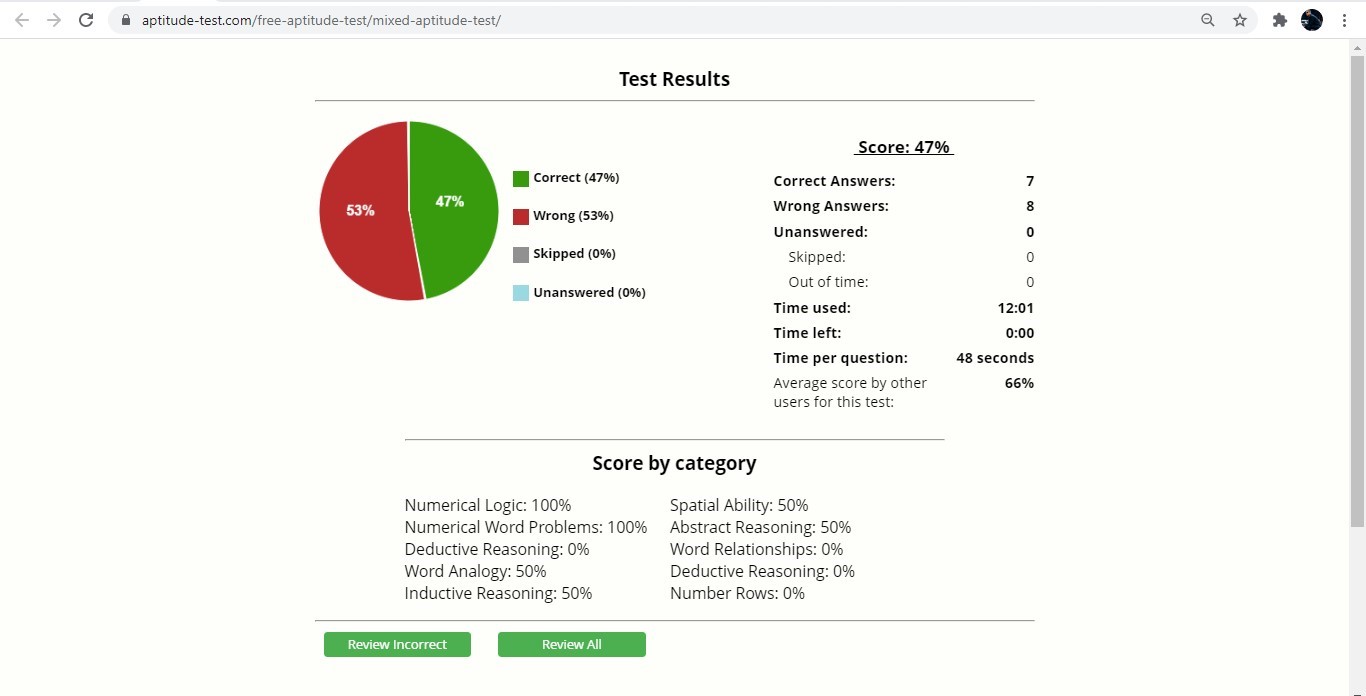 aptitude-test.com/free-aptitude-test/mixed-aptitude-test/
Test Results
53%
47%
Correct (47%)
Wrong (53%)
Skipped (0%)
Unanswered (0%)
Score: 47%
Correct Answers: 7
Wrong Answers: 8
Unanswered: 0
Skipped: 0
Out of time: 0
Time used: 12:01
Time left: 0:00
Time per question: 48 seconds
Average score by other 66%
users for this test:
Score by category
Numerical Logic: 100%
Numerical Word Problems: 100%
Deductive Reasoning: 0%
Word Analogy: 50%
Inductive Reasoning: 50%
Spatial Ability: 50%
Abstract Reasoning: 50%
Word Relationships: 0%
Deductive Reasoning: 0%
Number Rows: 0%
Review Incorrect
Review All